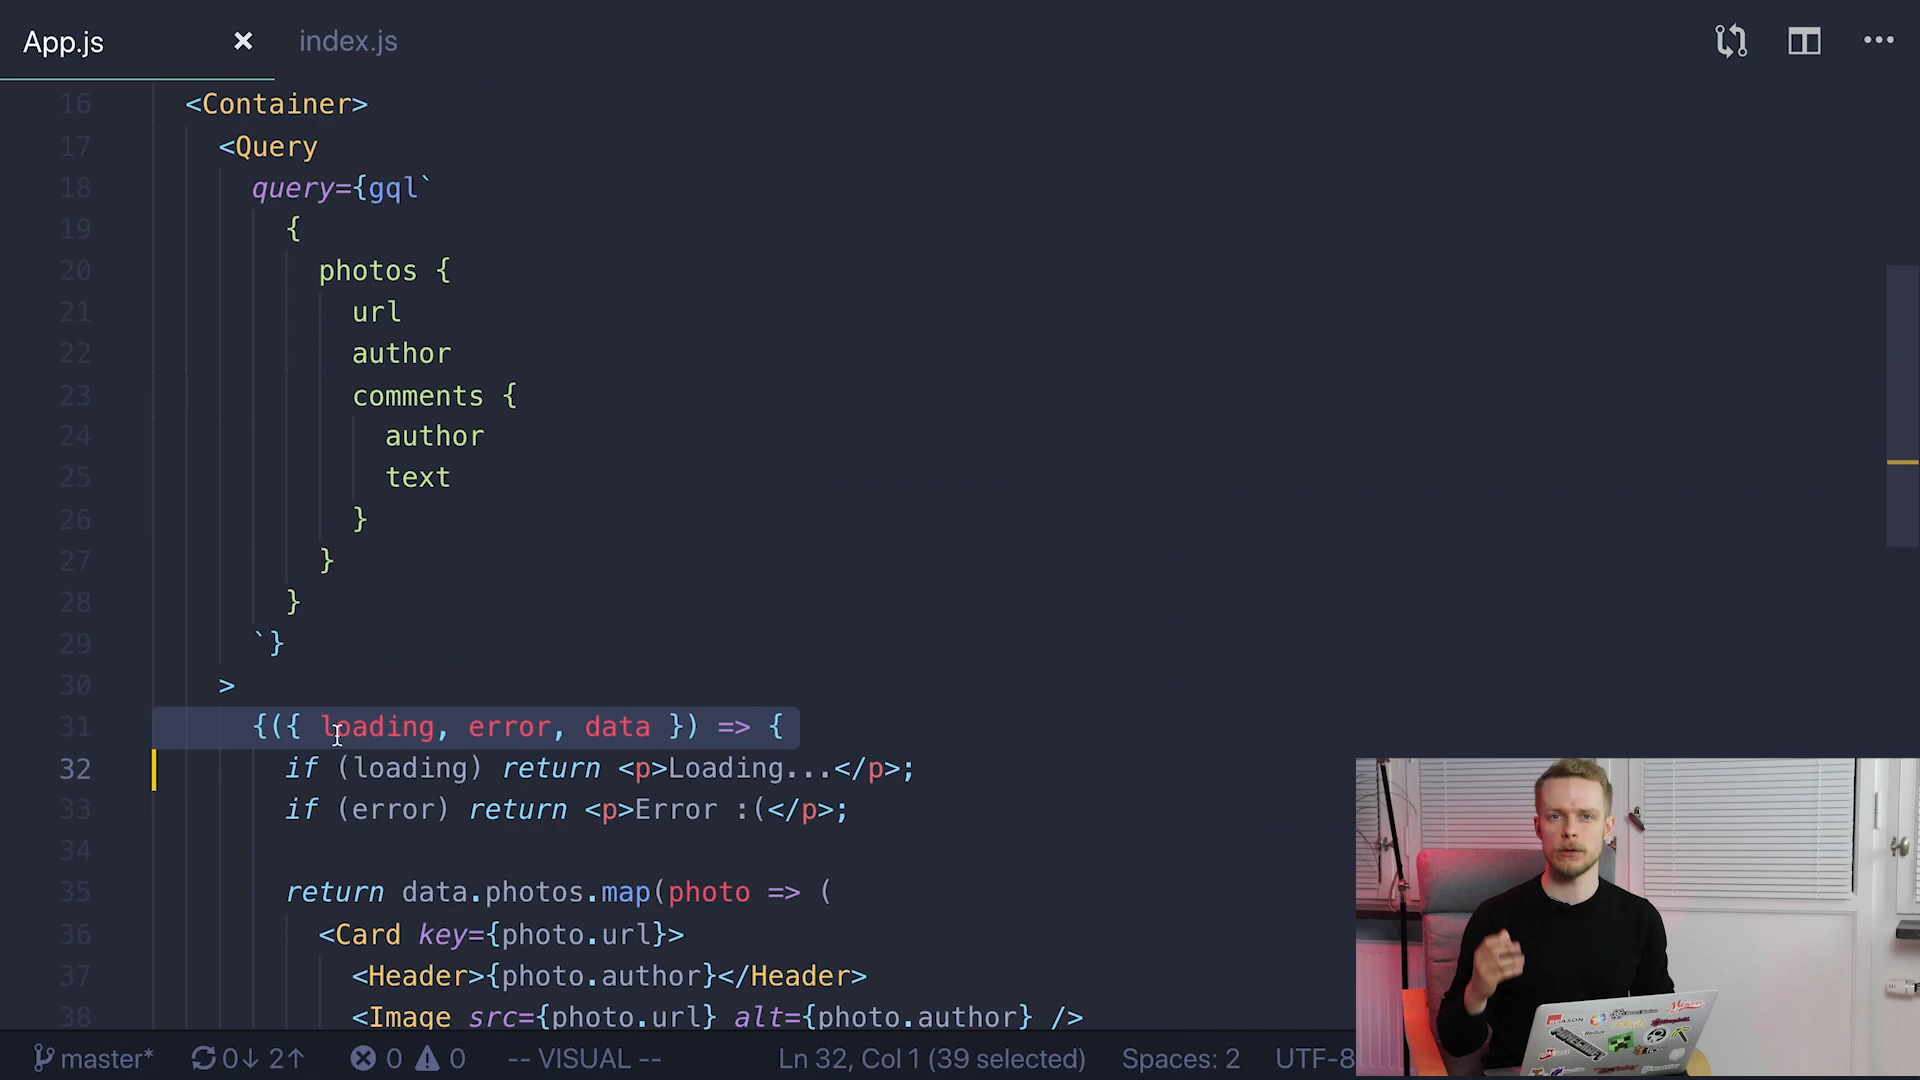 App.js index.js
16 <Container>
17 <Query
18 query={gql`
19 {
20 photos {
21 url
22 author
23 comments {
24 author
25 text
26 }
27 }
28 }
29 `}
30 >
31 {({ loading, error, data }) => {
32 if (loading) return <p>Loading...</p>;
33 if (error) return <p>Error :(</p>;
34
35 return data.photos.map(photo => (
36 <Card key={photo.url}>
37 <Header>{photo.author}</Header>
38 <Image src={photo.url} alt={photo.author} />
master* 0↓ 2↑ 0 0 -- VISUAL -- Ln 32, Col 1 (39 selected) Spaces: 2 UTF-8
REASON
Redux
MINECRAFT